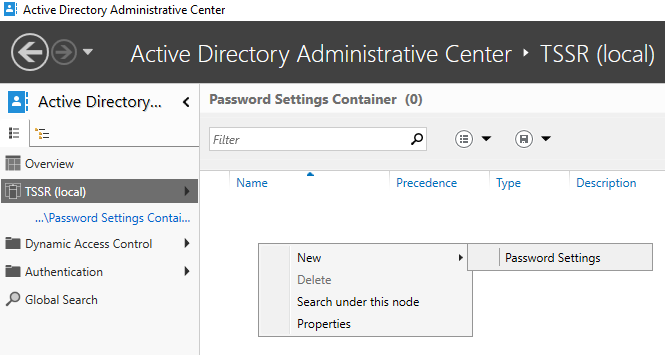 Active Directory Administrative Center
Active Directory Administrative Center • TSSR (local)
Active Directory...
Password Settings Container (0)
Filter
Overview
TSSR (local)
...\Password Settings Contai...
Dynamic Access Control
Authentication
Global Search
Name Precedence Type Description
New
Delete
Search under this node
Properties
Password Settings